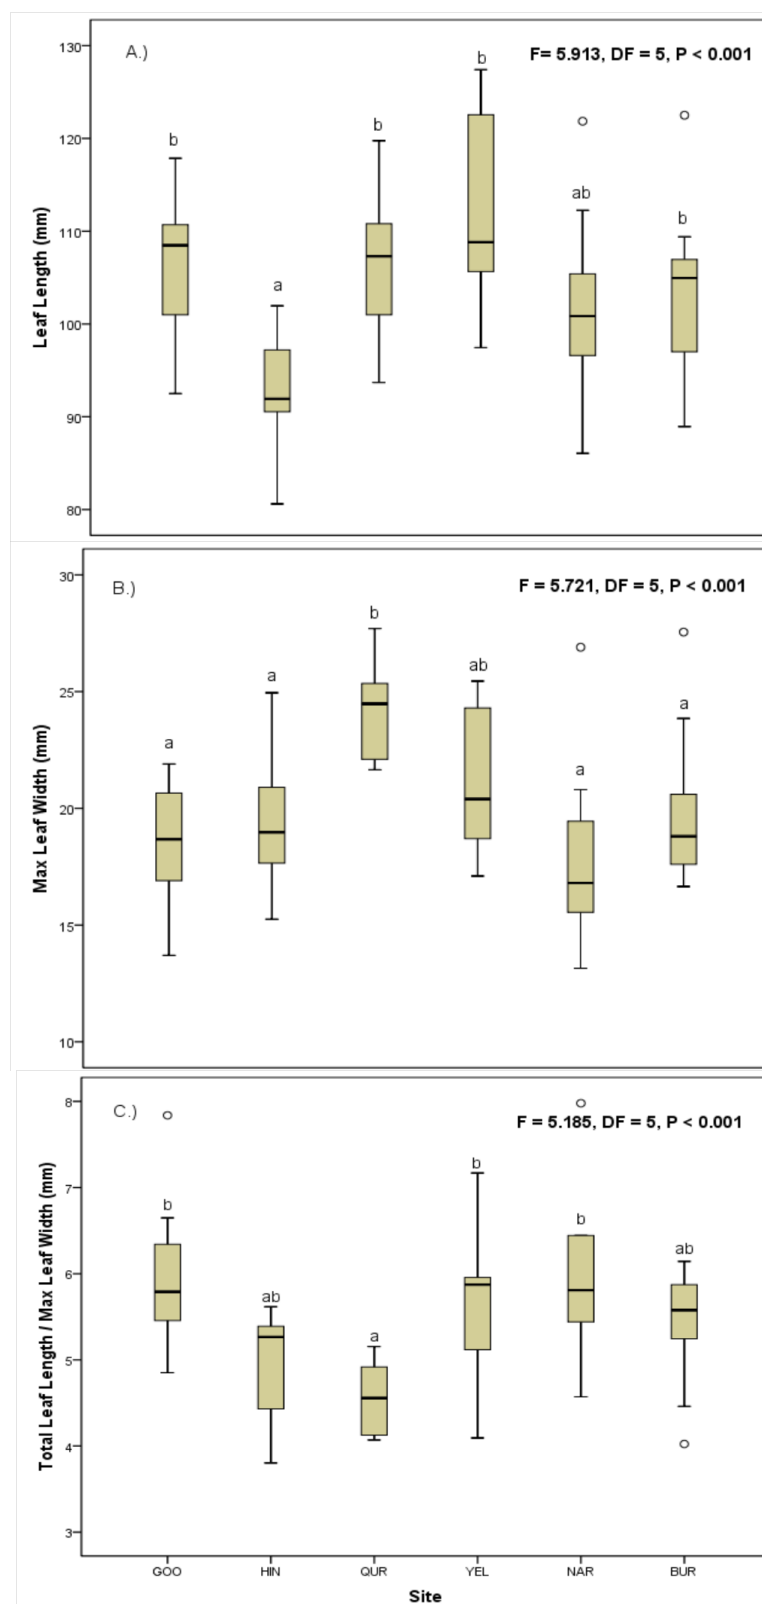 A.)
F= 5.913, DF = 5, P < 0.001
130
120
110
100
90
80
Leaf Length (mm)
b
a
b
b
ab
b
B.)
F = 5.721, DF = 5, P < 0.001
30
25
20
15
10
Max Leaf Width (mm)
a
a
b
ab
a
a
C.)
F = 5.185, DF = 5, P < 0.001
8
7
6
5
4
3
Total Leaf Length / Max Leaf Width (mm)
b
ab
a
b
b
ab
GOO HIN QUR YEL NAR BUR
Site